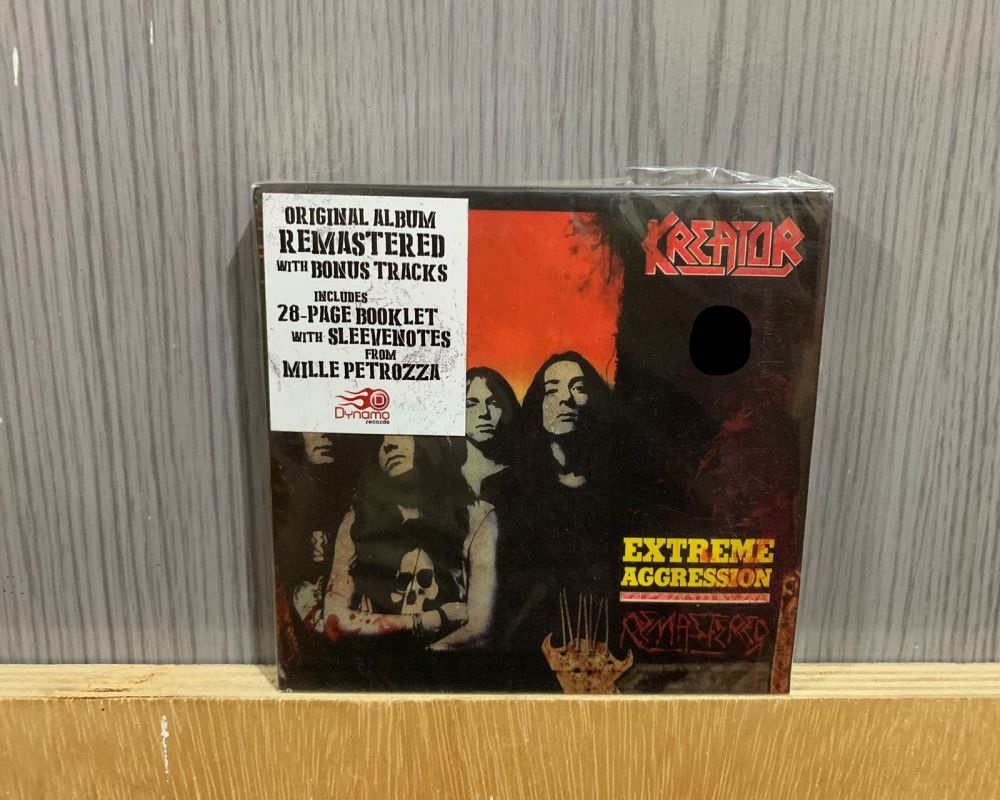 ORIGINAL ALBUM
REMASTERED
WITH BONUS TRACKS
INCLUDES
28-PAGE BOOKLET
WITH SLEEVENOTES
FROM
MILLE PETROZZA
D
Dynamo
records
KREATOR
EXTREME
AGGRESSION
REMASTERED